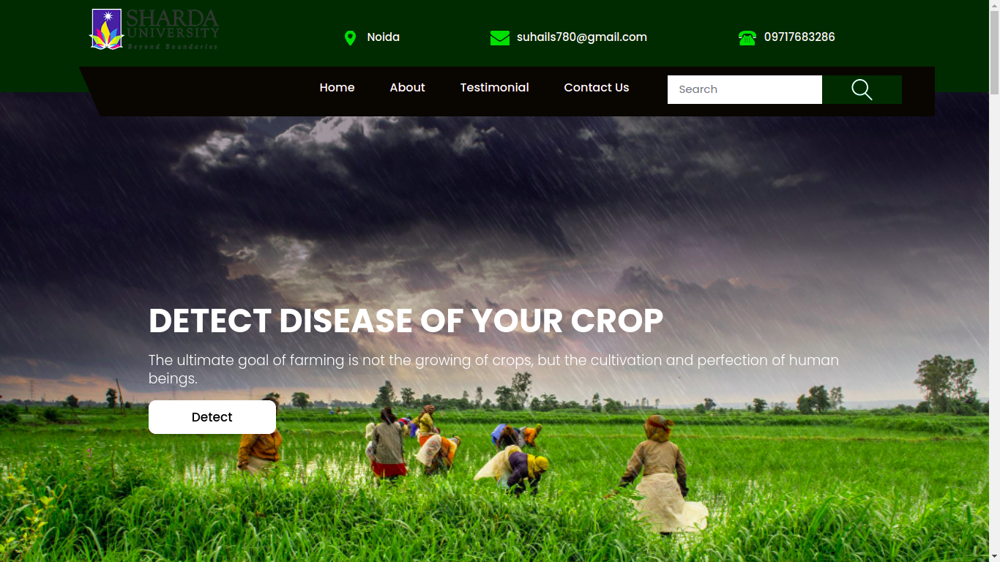 SHARDA
UNIVERSITY
Beyond Boundaries
Noida
suhails780@gmail.com
09717683286
Home
About
Testimonial
Contact Us
Search
DETECT DISEASE OF YOUR CROP
The ultimate goal of farming is not the growing of crops, but the cultivation and perfection of human
beings.
Detect